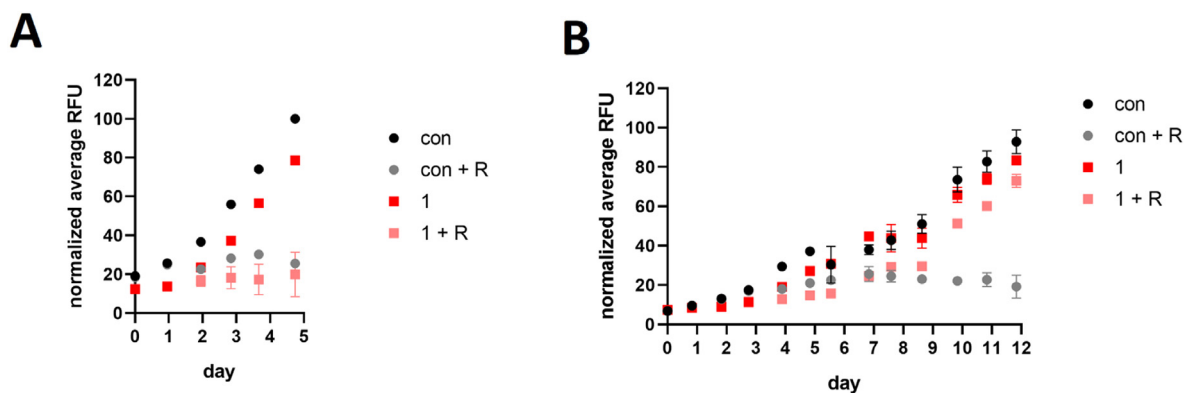 A
normalized average RFU
120
100
80
60
40
20
0
0 1 2 3 4 5
day
con
con + R
1
1 + R
B
normalized average RFU
120
100
80
60
40
20
0
0 1 2 3 4 5 6 7 8 9 10 11 12
day
con
con + R
1
1 + R